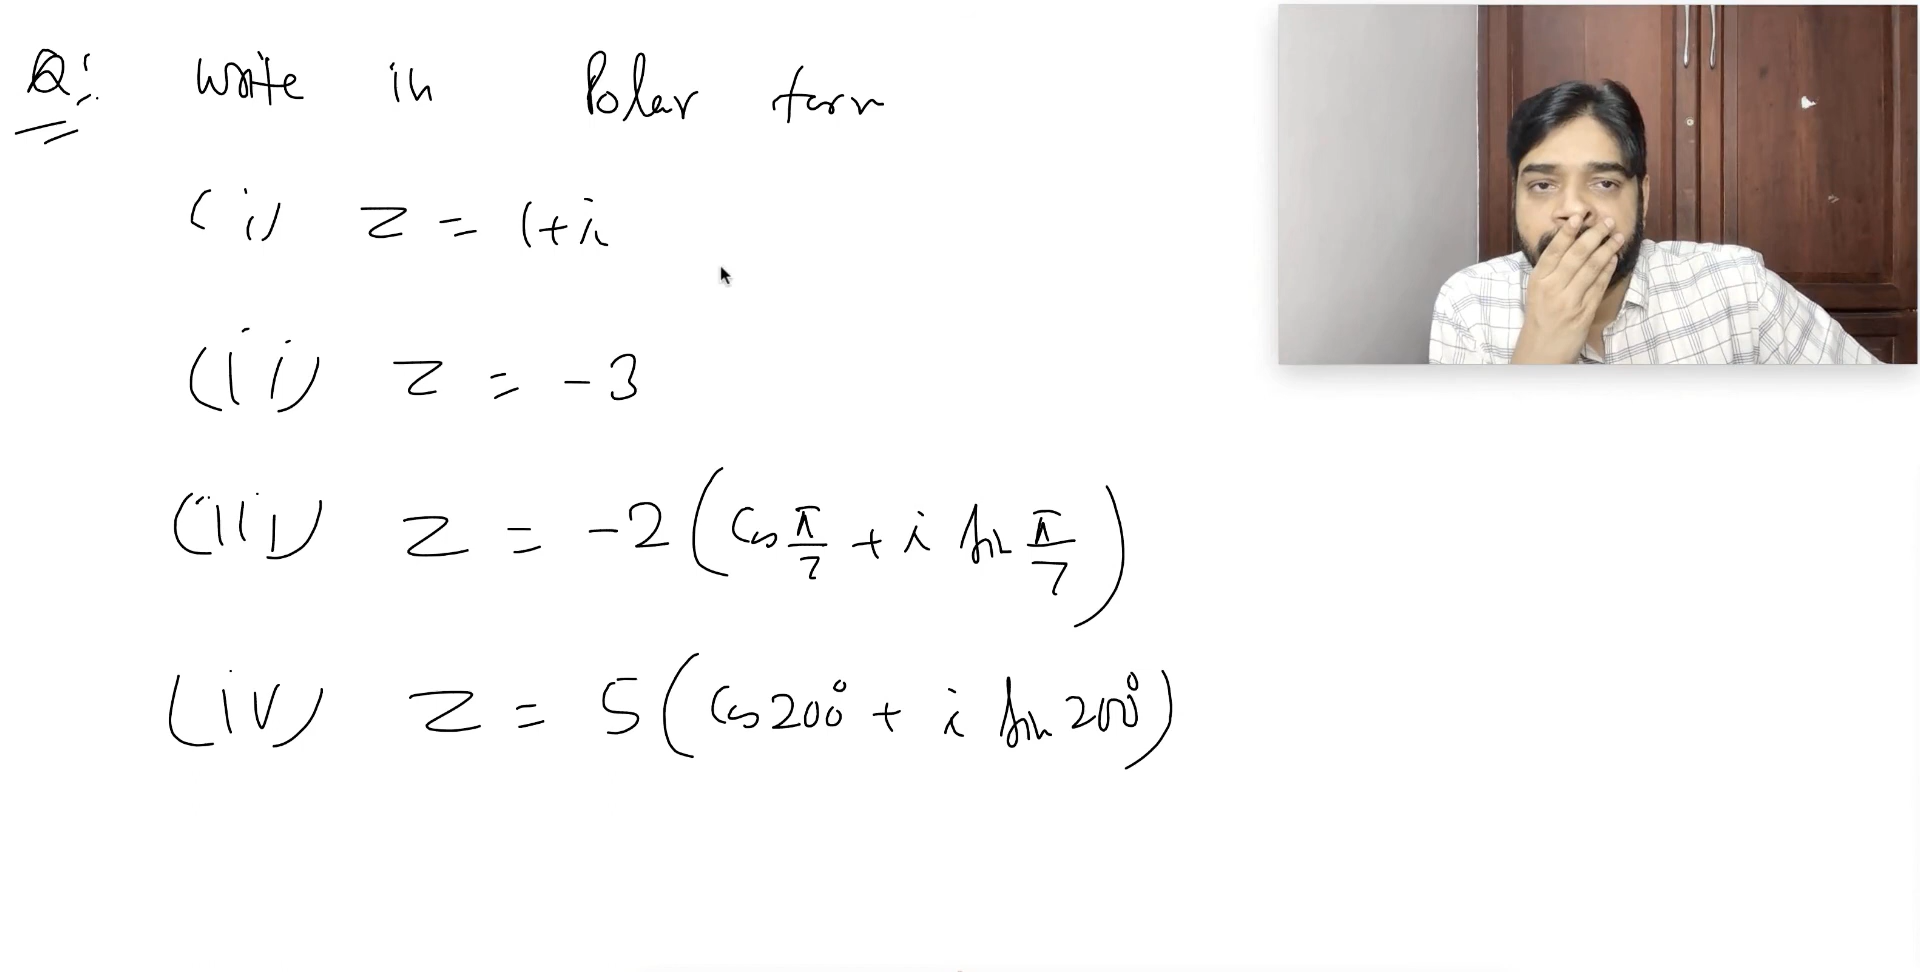 Q: Write in Polar form
(i) z = 1+i
(ii) z = -3
(iii) z = -2 (cos π/7 + i sin π/7)
(iv) z = 5 (cos 200° + i sin 200°)